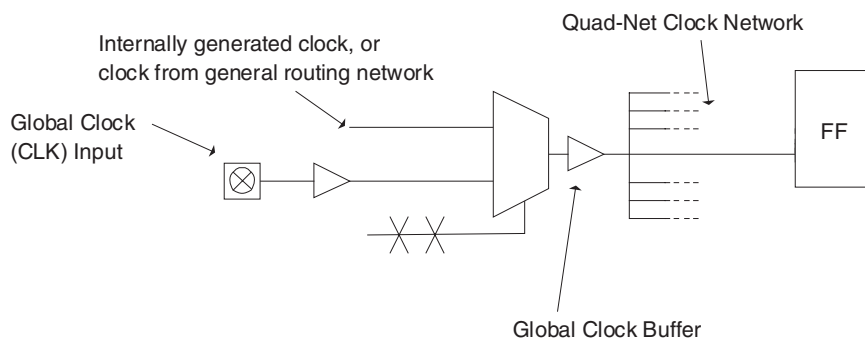 Quad-Net Clock Network
Internally generated clock, or
clock from general routing network
Global Clock
(CLK) Input
FF
Global Clock Buffer